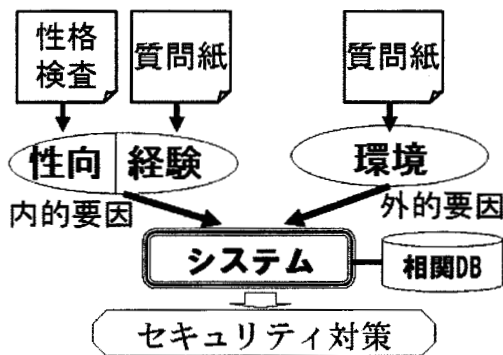 性格
検査
質問紙
質問紙
性向
経験
環境
内的要因
外的要因
システム
相関DB
セキュリティ対策